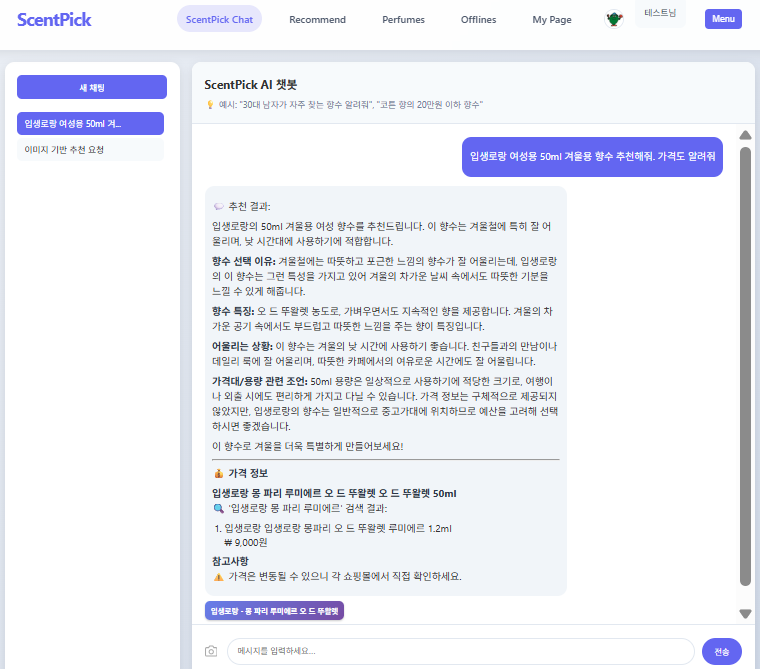 ScentPick
ScentPick Chat
Recommend
Perfumes
Offlines
My Page
테스트님
Menu
새 채팅
입생로랑 여성용 50ml 겨...
이미지 기반 추천 요청
ScentPick AI 챗봇
💡 예시: "30대 남자가 자주 찾는 향수 알려줘", "코튼 향의 20만원 이하 향수"
입생로랑 여성용 50ml 겨울용 향수 추천해줘. 가격도 알려줘
💬 추천 결과:
입생로랑의 50ml 겨울용 여성 향수를 추천드립니다. 이 향수는 겨울철에 특히 잘 어
울리며, 낮 시간대에 사용하기에 적합합니다.
향수 선택 이유: 겨울철에는 따뜻하고 포근한 느낌의 향수가 잘 어울리는데, 입생로랑
의 이 향수는 그런 특성을 가지고 있어 겨울의 차가운 날씨 속에서도 따뜻한 기분을
느낄 수 있게 해줍니다.
향수 특징: 오 드 뚜왈렛 농도로, 가벼우면서도 지속적인 향을 제공합니다. 겨울의 차
가운 공기 속에서도 부드럽고 따뜻한 느낌을 주는 향이 특징입니다.
어울리는 상황: 이 향수는 겨울의 낮 시간에 사용하기 좋습니다. 친구들과의 만남이나
데일리 룩에 잘 어울리며, 따뜻한 카페에서의 여유로운 시간에도 잘 어울립니다.
가격대/용량 관련 조언: 50ml 용량은 일상적으로 사용하기에 적당한 크기로, 여행이
나 외출 시에도 편리하게 가지고 다닐 수 있습니다. 가격 정보는 구체적으로 제공되지
않았지만, 입생로랑의 향수는 일반적으로 중고가대에 위치하므로 예산을 고려해 선택
하시면 좋겠습니다.
이 향수로 겨울을 더욱 특별하게 만들어보세요!
💰 가격 정보
입생로랑 몽 파리 루미에르 오 드 뚜왈렛 오 드 뚜왈렛 50ml
🔍 '입생로랑 몽 파리 루미에르' 검색 결과:
1. 입생로랑 입생로랑 몽파리 오 드 뚜왈렛 루미에르 1.2ml
₩ 9,000원
참고사항
⚠️ 가격은 변동될 수 있으니 각 쇼핑몰에서 직접 확인하세요.
입생로랑 - 몽 파리 루미에르 오 드 뚜왈렛
메시지를 입력하세요...
전송